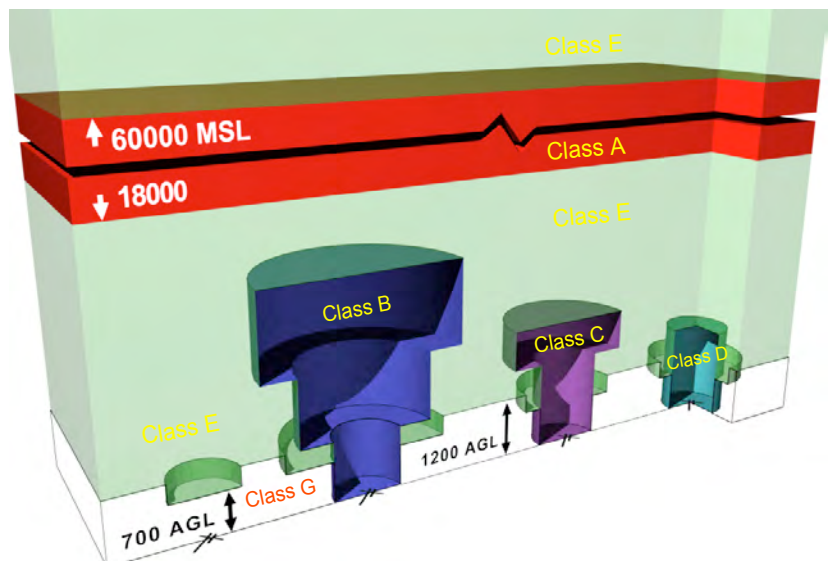 Class E
60000 MSL
Class A
18000
Class E
Class B
Class C
Class D
Class E
1200 AGL
Class G
700 AGL